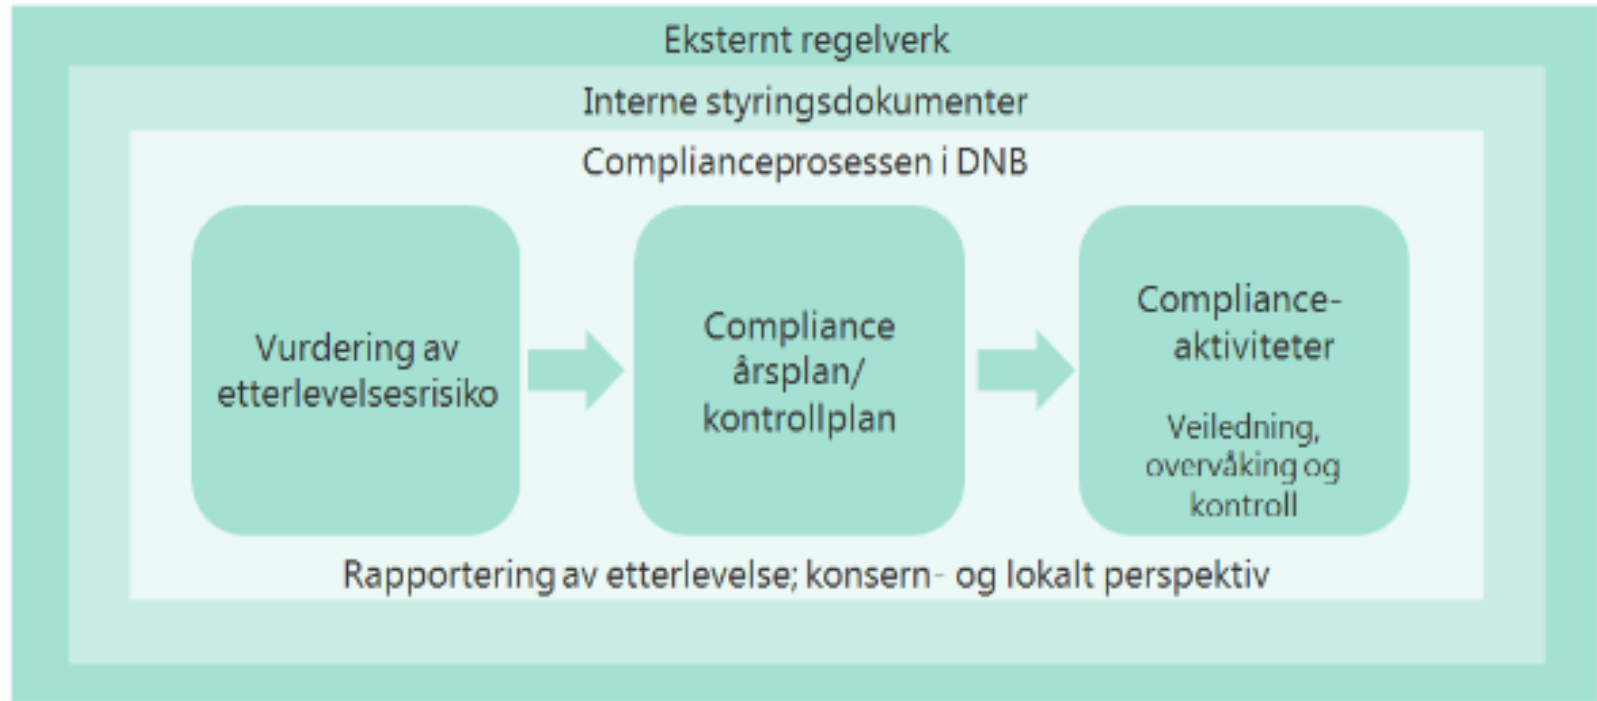 Eksternt regelverk
Interne styringsdokumenter
Complianceprosessen i DNB
Vurdering av
etterlevelsesrisiko
Compliance
årsplan/
kontrollplan
Compliance-
aktiviteter
Veiledning,
overvåking og
kontroll
Rapportering av etterlevelse; konsern- og lokalt perspektiv